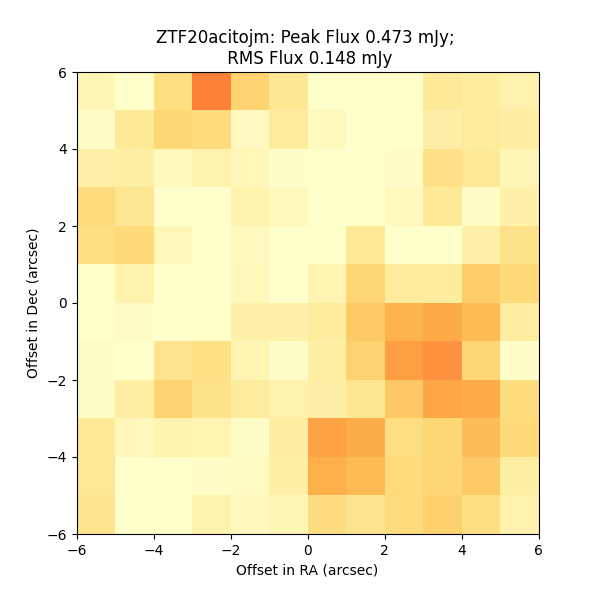 ZTF20acitojm: Peak Flux 0.473 mJy;
RMS Flux 0.148 mJy
6
4
2
0
−2
−4
−6
Offset in Dec (arcsec)
−6 −4 −2 0 2 4 6
Offset in RA (arcsec)